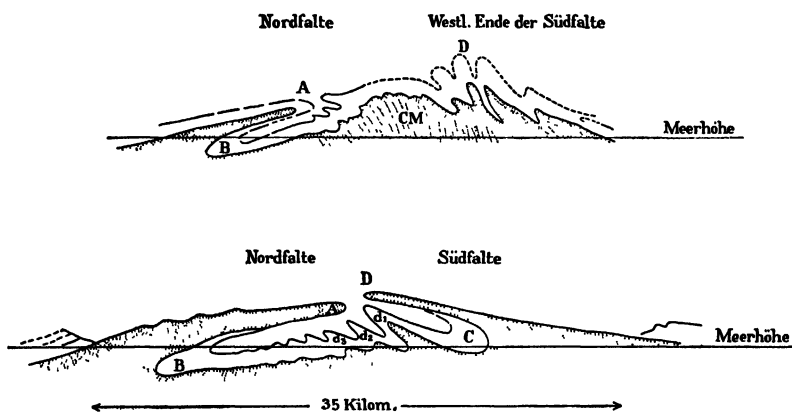 Nordfalte Westl. Ende der Südfalte
D
A
CM
B
Meerhöhe
Nordfalte Südfalte
D
A
d₁
d₃ d₂
C
B
Meerhöhe
35 Kilom.